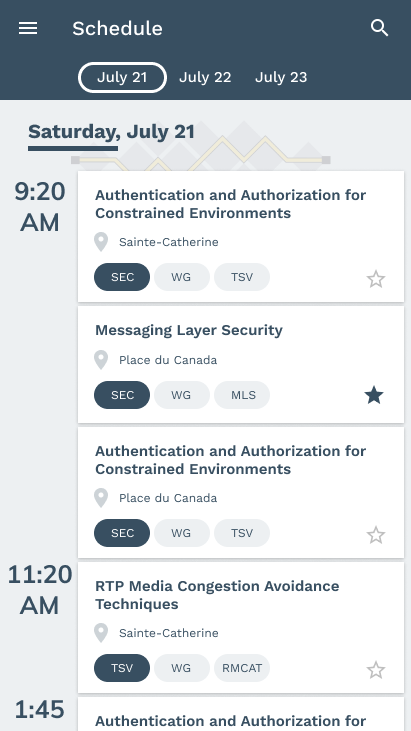 Schedule
July 21
July 22
July 23
Saturday, July 21
9:20
AM
Authentication and Authorization for
Constrained Environments
Sainte-Catherine
SEC
WG
TSV
Messaging Layer Security
Place du Canada
SEC
WG
MLS
Authentication and Authorization for
Constrained Environments
Place du Canada
SEC
WG
TSV
11:20
AM
RTP Media Congestion Avoidance
Techniques
Sainte-Catherine
TSV
WG
RMCAT
1:45
Authentication and Authorization for